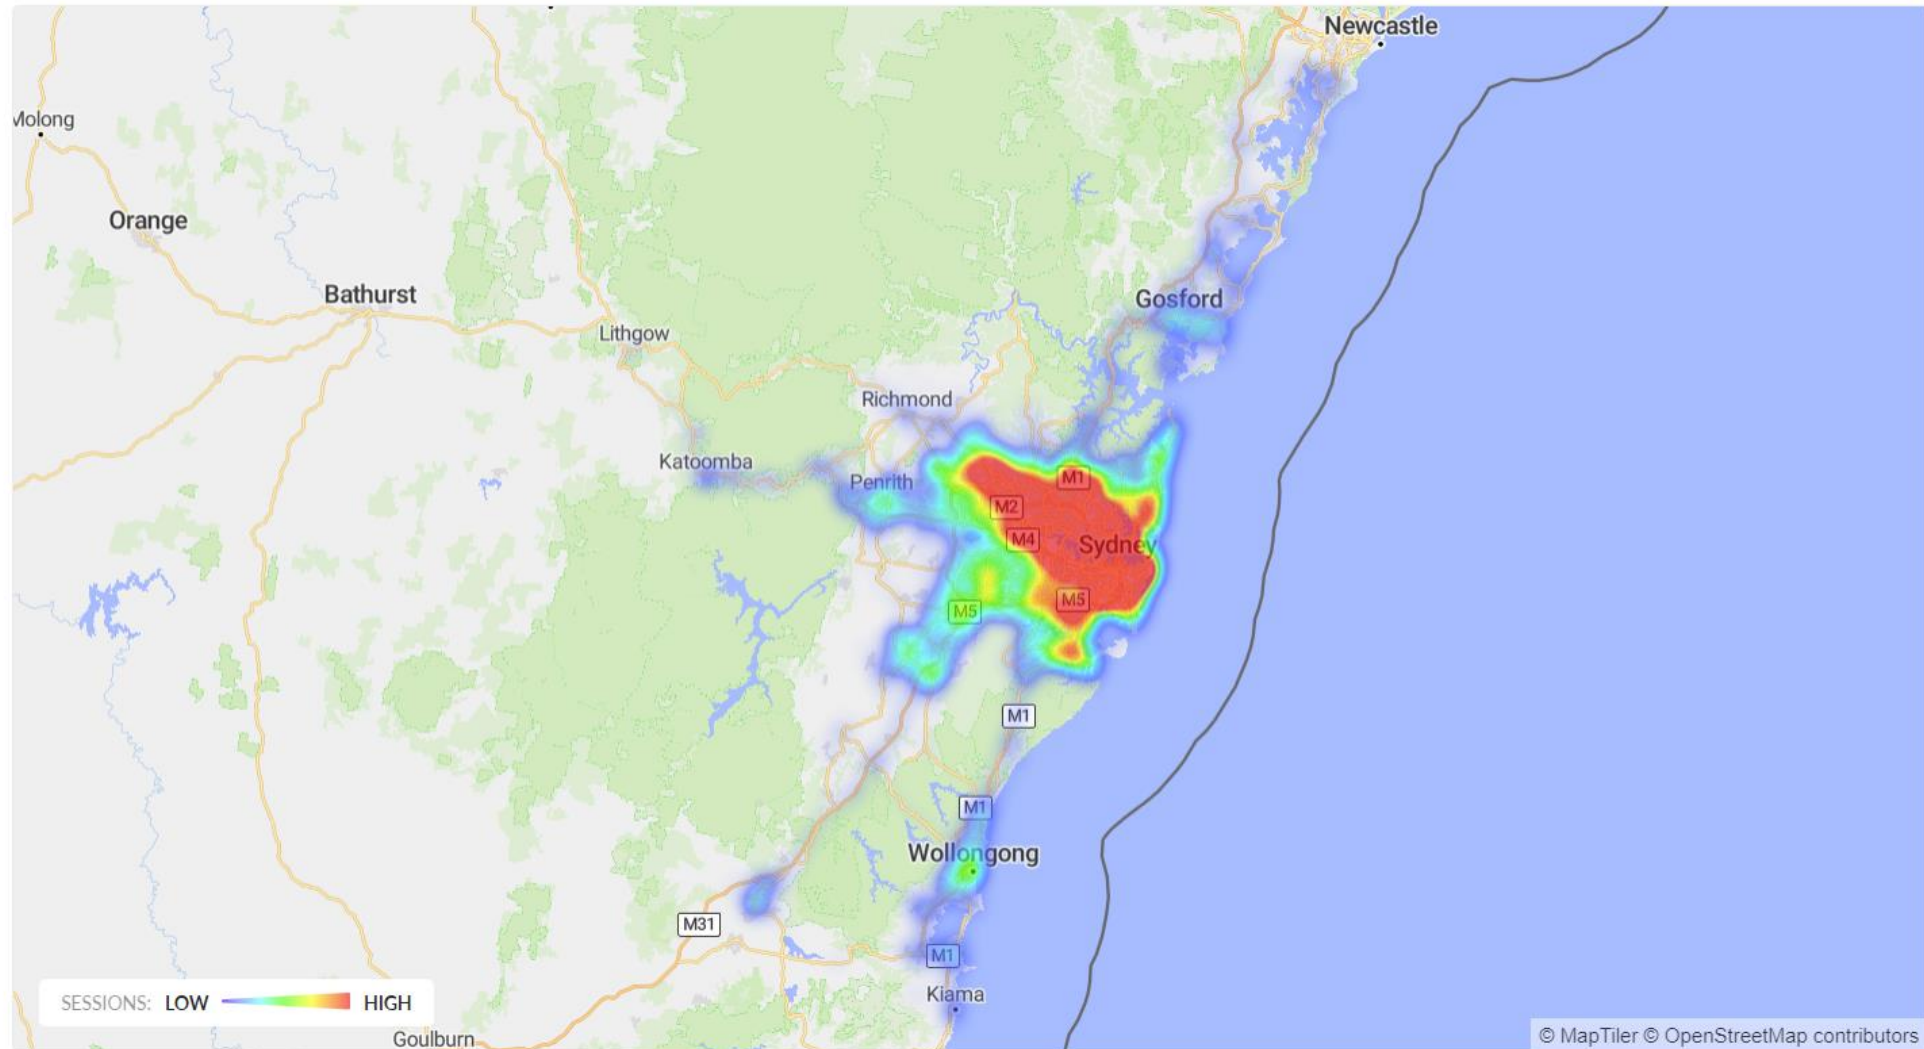 Newcastle
Molong
Orange
Bathurst
Gosford
Lithgow
Richmond
Katoomba
Penrith
M1
M2
M4
Sydney
M5
M5
M1
M1
Wollongong
M31
M1
Kiama
SESSIONS: LOW HIGH
Goulburn
© MapTiler © OpenStreetMap contributors